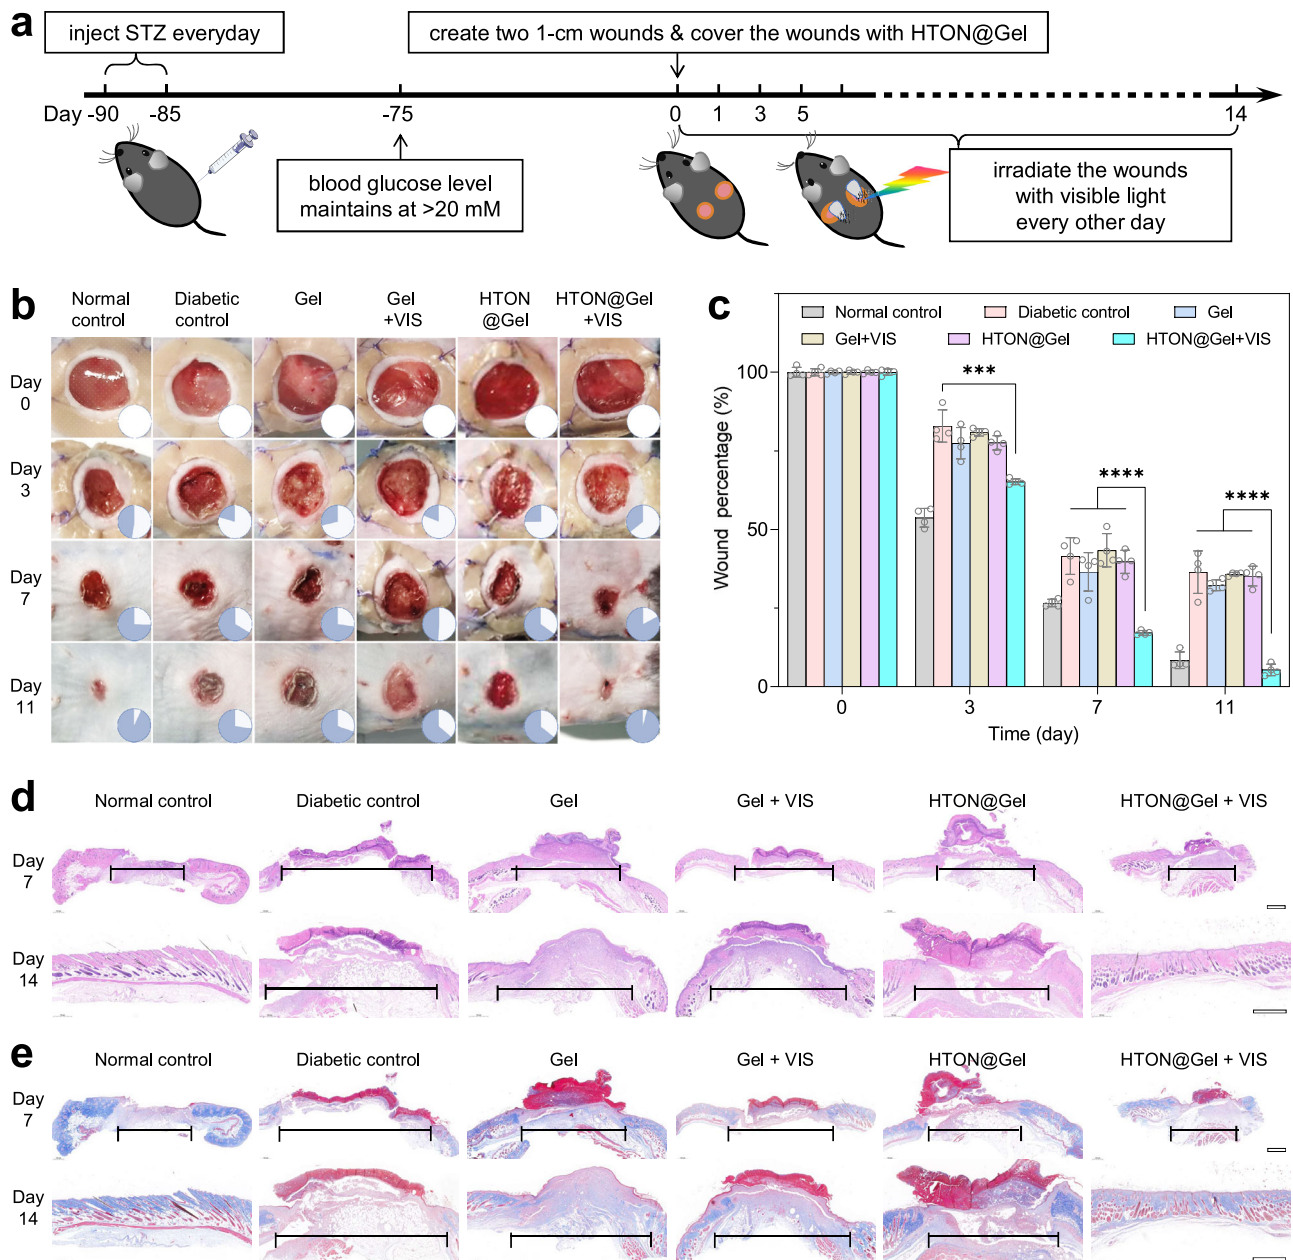 a
inject STZ everyday
create two 1-cm wounds & cover the wounds with HTON@Gel
Day -90 -85 -75 0 1 3 5 14
blood glucose level
maintains at >20 mM
irradiate the wounds
with visible light
every other day
b
Normal control
Diabetic control
Gel
Gel +VIS
HTON @Gel
HTON@Gel +VIS
Day 0
Day 3
Day 7
Day 11
c
Normal control Diabetic control Gel
Gel+VIS HTON@Gel HTON@Gel+VIS
Wound percentage (%)
100
50
0
***
****
****
0 3 7 11
Time (day)
d
Normal control Diabetic control Gel Gel + VIS HTON@Gel HTON@Gel + VIS
Day 7
Day 14
e
Normal control Diabetic control Gel Gel + VIS HTON@Gel HTON@Gel + VIS
Day 7
Day 14